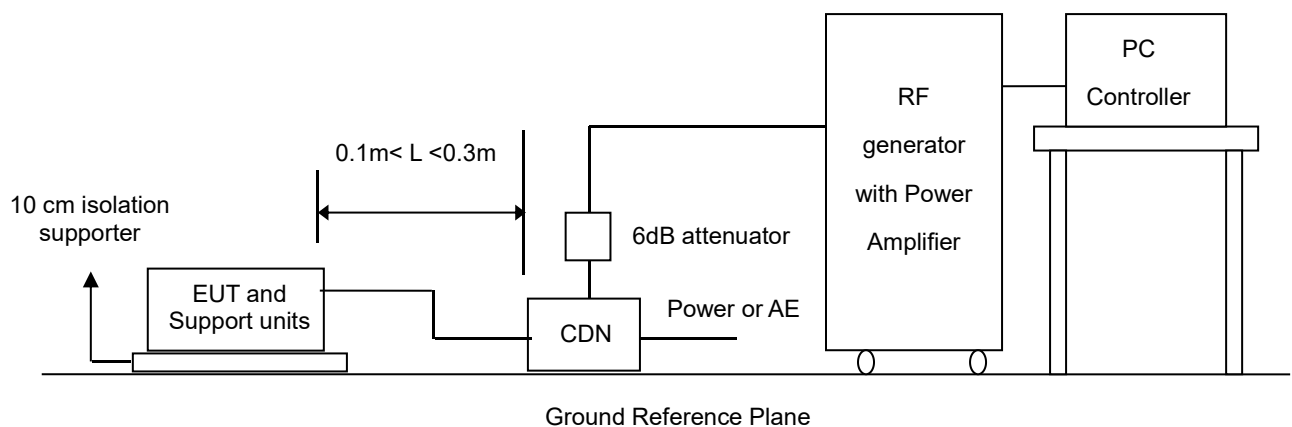 PC
Controller
RF
generator
with Power
Amplifier
0.1m< L <0.3m
10 cm isolation
supporter
6dB attenuator
EUT and
Support units
CDN
Power or AE
Ground Reference Plane